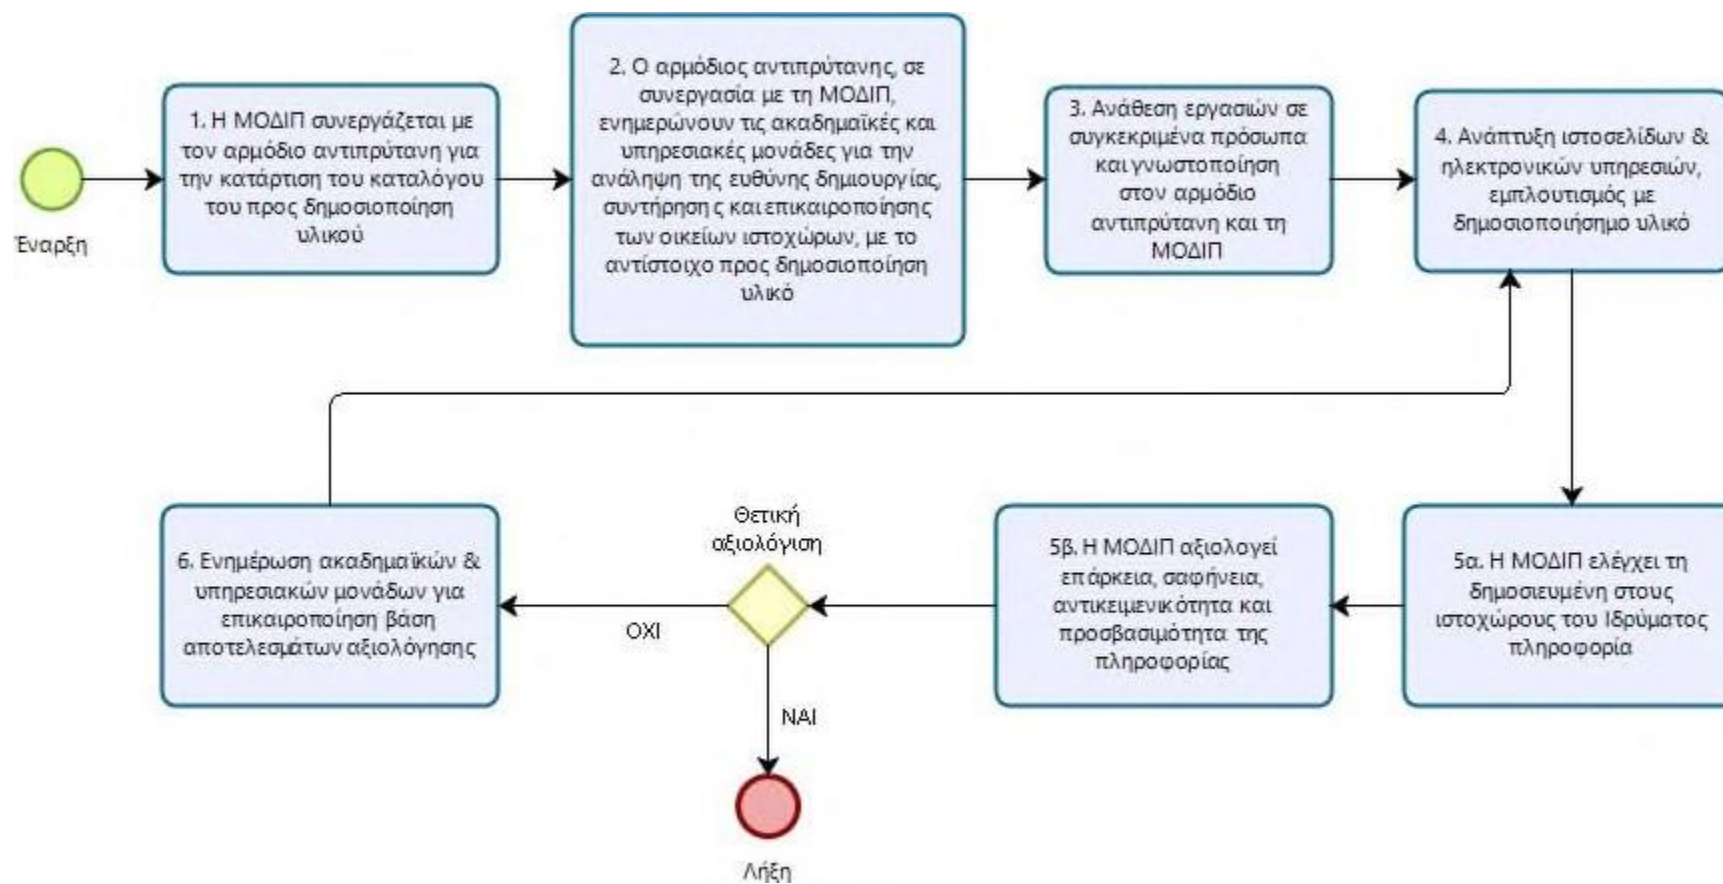 Έναρξη
1. Η ΜΟΔΙΠ συνεργάζεται με
τον αρμόδιο αντιπρύτανη για
την κατάρτιση του καταλόγου
του προς δημοσιοποίηση
υλικού
2. Ο αρμόδιος αντιπρύτανης, σε
συνεργασία με τη ΜΟΔΙΠ,
ενημερώνουν τις ακαδημαϊκές και
υπηρεσιακές μονάδες για την
ανάληψη της ευθύνης δημιουργίας,
συντήρησης και επικαιροποίησης
των οικείων ιστοχώρων, με το
αντίστοιχο προς δημοσιοποίηση
υλικό
3. Ανάθεση εργασιών σε
συγκεκριμένα πρόσωπα
και γνωστοποίηση
στον αρμόδιο
αντιπρύτανη και τη
ΜΟΔΙΠ
4. Ανάπτυξη ιστοσελίδων &
ηλεκτρονικών υπηρεσιών,
εμπλουτισμός με
δημοσιοποιήσημο υλικό
5α. Η ΜΟΔΙΠ ελέγχει τη
δημοσιευμένη στους
ιστοχώρους του Ιδρύματος
πληροφορία
5β. Η ΜΟΔΙΠ αξιολογεί
επάρκεια, σαφήνεια,
αντικειμενικότητα και
προσβασιμότητα της
πληροφορίας
Θετική
αξιολόγιση
ΟΧΙ
ΝΑΙ
6. Ενημέρωση ακαδημαϊκών &
υπηρεσιακών μονάδων για
επικαιροποίηση βάση
αποτελεσμάτων αξιολόγησης
Λήξη